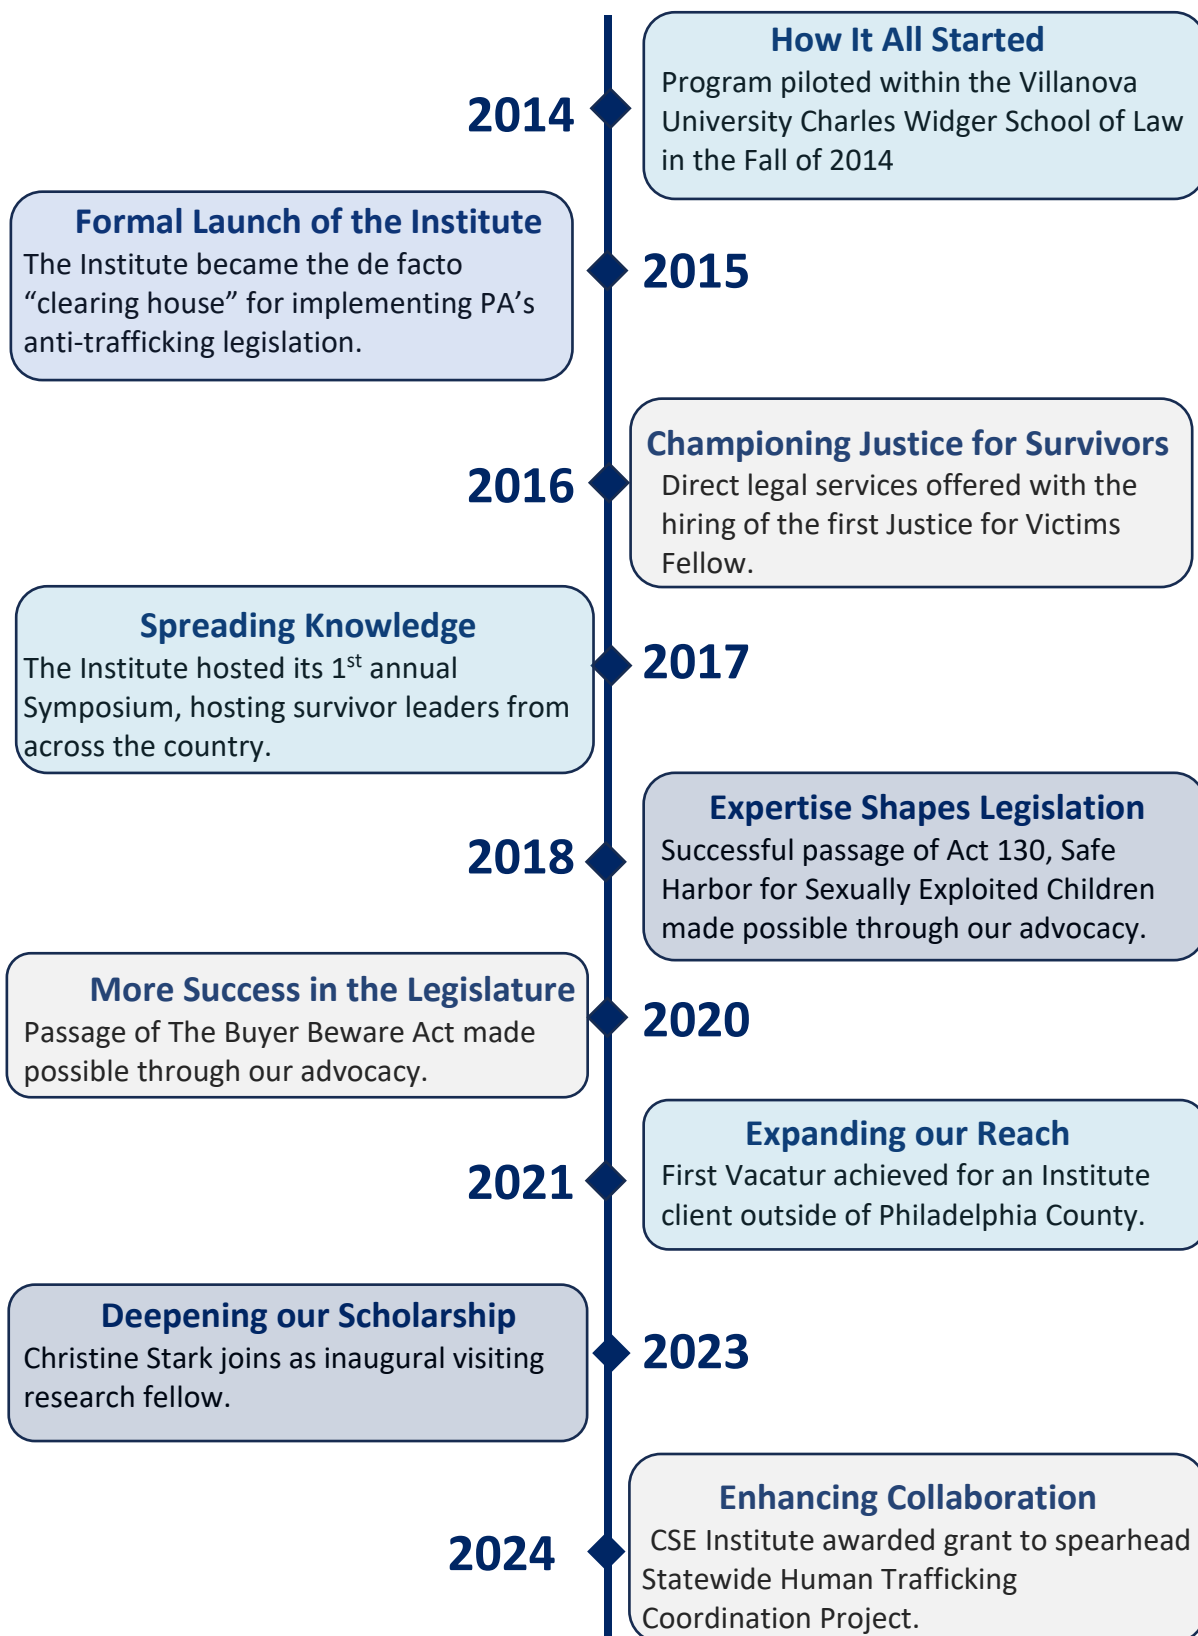 How It All Started
2014
Program piloted within the Villanova
University Charles Widger School of Law
in the Fall of 2014
Formal Launch of the Institute
2015
The Institute became the de facto
“clearing house” for implementing PA’s
anti-trafficking legislation.
Championing Justice for Survivors
2016
Direct legal services offered with the
hiring of the first Justice for Victims
Fellow.
Spreading Knowledge
2017
The Institute hosted its 1st annual
Symposium, hosting survivor leaders from
across the country.
Expertise Shapes Legislation
2018
Successful passage of Act 130, Safe
Harbor for Sexually Exploited Children
made possible through our advocacy.
More Success in the Legislature
2020
Passage of The Buyer Beware Act made
possible through our advocacy.
Expanding our Reach
2021
First Vacatur achieved for an Institute
client outside of Philadelphia County.
Deepening our Scholarship
2023
Christine Stark joins as inaugural visiting
research fellow.
Enhancing Collaboration
2024
CSE Institute awarded grant to spearhead
Statewide Human Trafficking
Coordination Project.